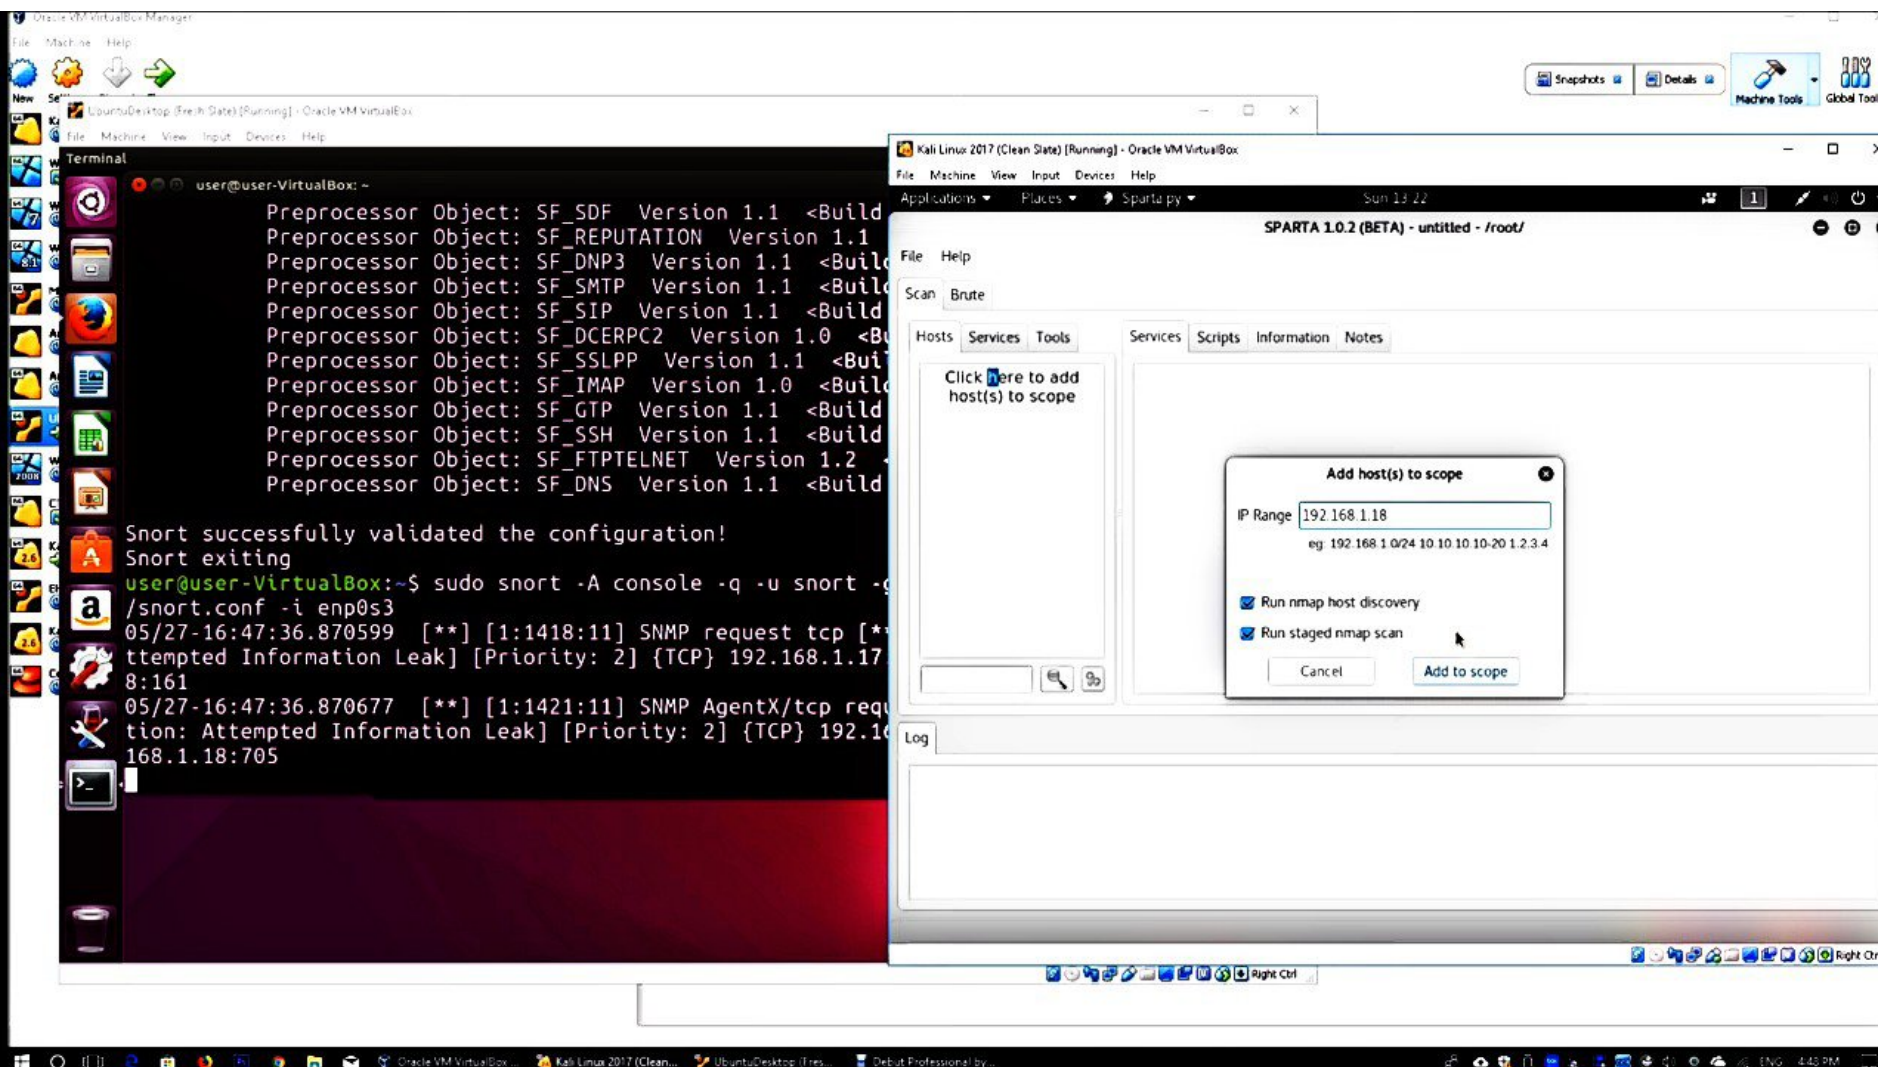 Oracle VM VirtualBox Manager
File Machine Help
New
Snapshots
Details
Machine Tools
Global Tool
UbuntuDesktop (Fresh Slate) [Running] - Oracle VM VirtualBox
File Machine View Input Devices Help
Terminal
user@user-VirtualBox: ~
Preprocessor Object: SF_SDF Version 1.1 <Build
Preprocessor Object: SF_REPUTATION Version 1.1
Preprocessor Object: SF_DNP3 Version 1.1 <Build
Preprocessor Object: SF_SMTP Version 1.1 <Build
Preprocessor Object: SF_SIP Version 1.1 <Build
Preprocessor Object: SF_DCERPC2 Version 1.0 <Bu
Preprocessor Object: SF_SSLPP Version 1.1 <Buil
Preprocessor Object: SF_IMAP Version 1.0 <Build
Preprocessor Object: SF_GTP Version 1.1 <Build
Preprocessor Object: SF_SSH Version 1.1 <Build
Preprocessor Object: SF_FTPTELNET Version 1.2 <
Preprocessor Object: SF_DNS Version 1.1 <Build
Snort successfully validated the configuration!
Snort exiting
user@user-VirtualBox:~$ sudo snort -A console -q -u snort -g
/snort.conf -i enp0s3
05/27-16:47:36.870599 [**] [1:1418:11] SNMP request tcp [**
ttempted Information Leak] [Priority: 2] {TCP} 192.168.1.17
8:161
05/27-16:47:36.870677 [**] [1:1421:11] SNMP AgentX/tcp requ
tion: Attempted Information Leak] [Priority: 2] {TCP} 192.16
168.1.18:705
Right Ctrl
Kali Linux 2017 (Clean Slate) [Running] - Oracle VM VirtualBox
File Machine View Input Devices Help
Applications Places Sparta.py Sun 13:22 1
SPARTA 1.0.2 (BETA) - untitled - /root/
File Help
Scan Brute
Hosts Services Tools
Services Scripts Information Notes
Click here to add
host(s) to scope
Add host(s) to scope
IP Range 192.168.1.18
eg: 192.168.1.0/24 10.10.10.10-20 1.2.3.4
Run nmap host discovery
Run staged nmap scan
Cancel Add to scope
Log
Right Ctr
Oracle VM VirtualBox ... Kali Linux 2017 (Clean... UbuntuDesktop (Fres... Debut Professional by... ENG 4:48 PM